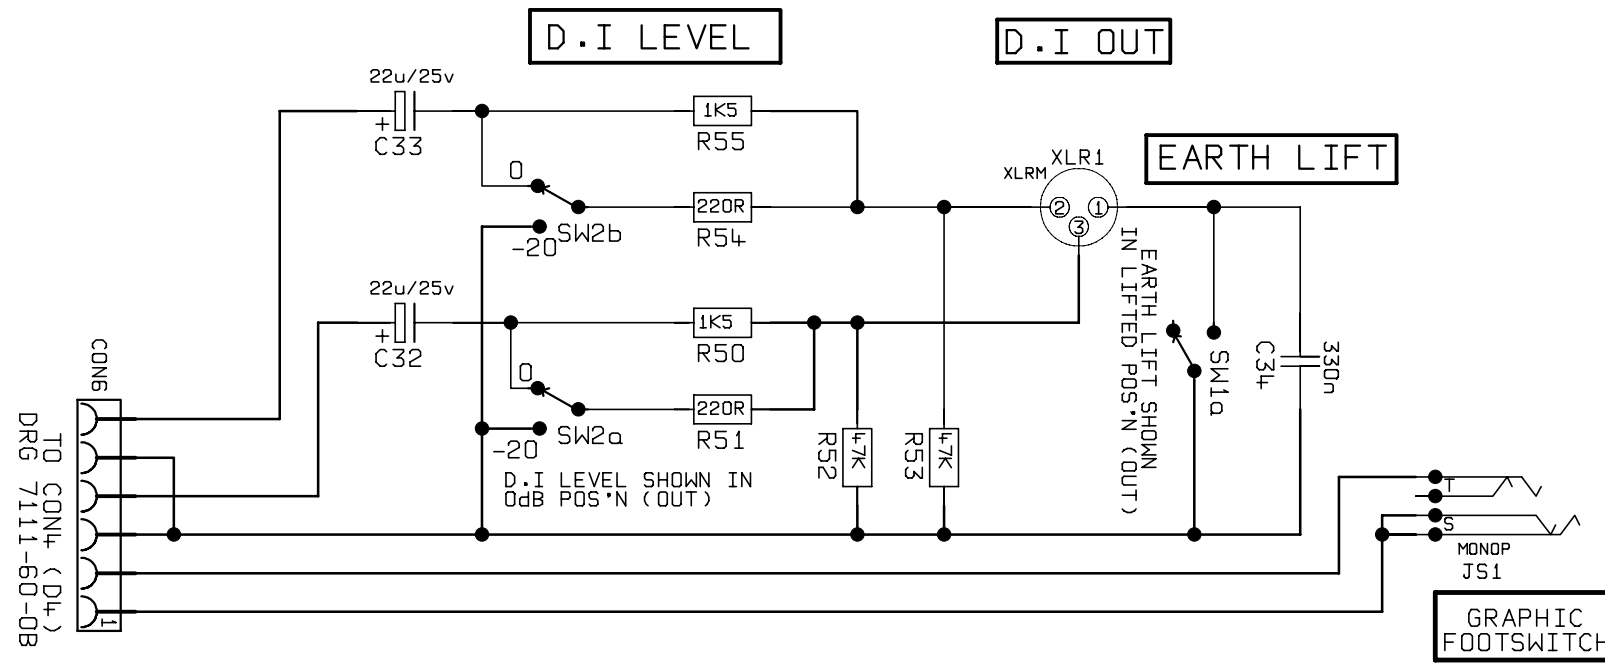 D.I LEVEL
D.I OUT
22u/25v
+
C33
1K5
R55
EARTH LIFT
XLR1
XLRM
2
1
3
0
-20
SW2b
220R
R54
22u/25v
+
C32
1K5
R50
0
-20
SW2a
220R
R51
D.I LEVEL SHOWN IN
0dB POS'N (OUT)
47K
R52
47K
R53
EARTH LIFT SHOWN
IN LIFTED POS'N (OUT)
SW1a
C34
330n
CON6
TO CON4 (D4)
DRG 7111-60-0B
1
T
S
MONOP
JS1
GRAPHIC
FOOTSWITCH